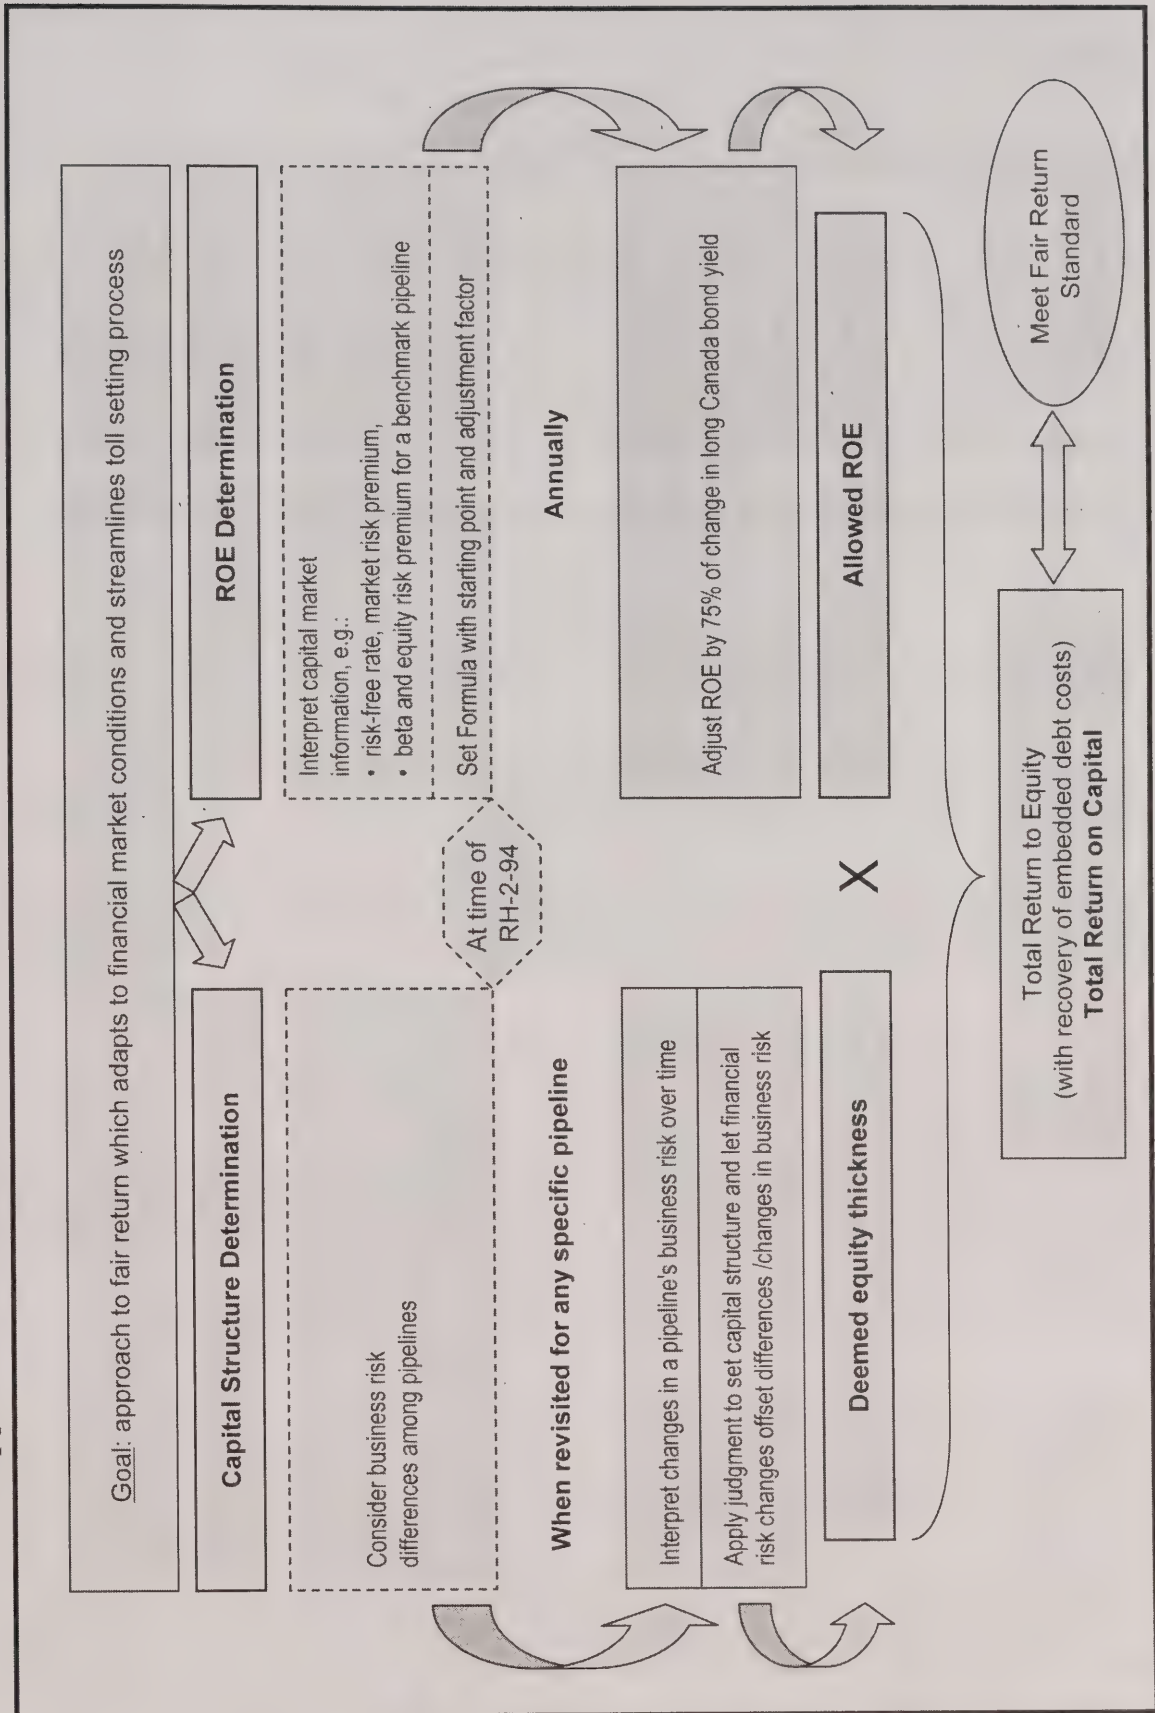 Goal: approach to fair return which adapts to financial market conditions and streamlines toll setting process
Capital Structure Determination
ROE Determination
Consider business risk
differences among pipelines
At time of
RH-2-94
Interpret capital market
information, e.g.:
• risk-free rate, market risk premium,
• beta and equity risk premium for a benchmark pipeline
Set Formula with starting point and adjustment factor
When revisited for any specific pipeline
Annually
Interpret changes in a pipeline's business risk over time
Apply judgment to set capital structure and let financial
risk changes offset differences /changes in business risk
Adjust ROE by 75% of change in long Canada bond yield
Deemed equity thickness
X
Allowed ROE
Total Return to Equity
(with recovery of embedded debt costs)
Total Return on Capital
Meet Fair Return
Standard